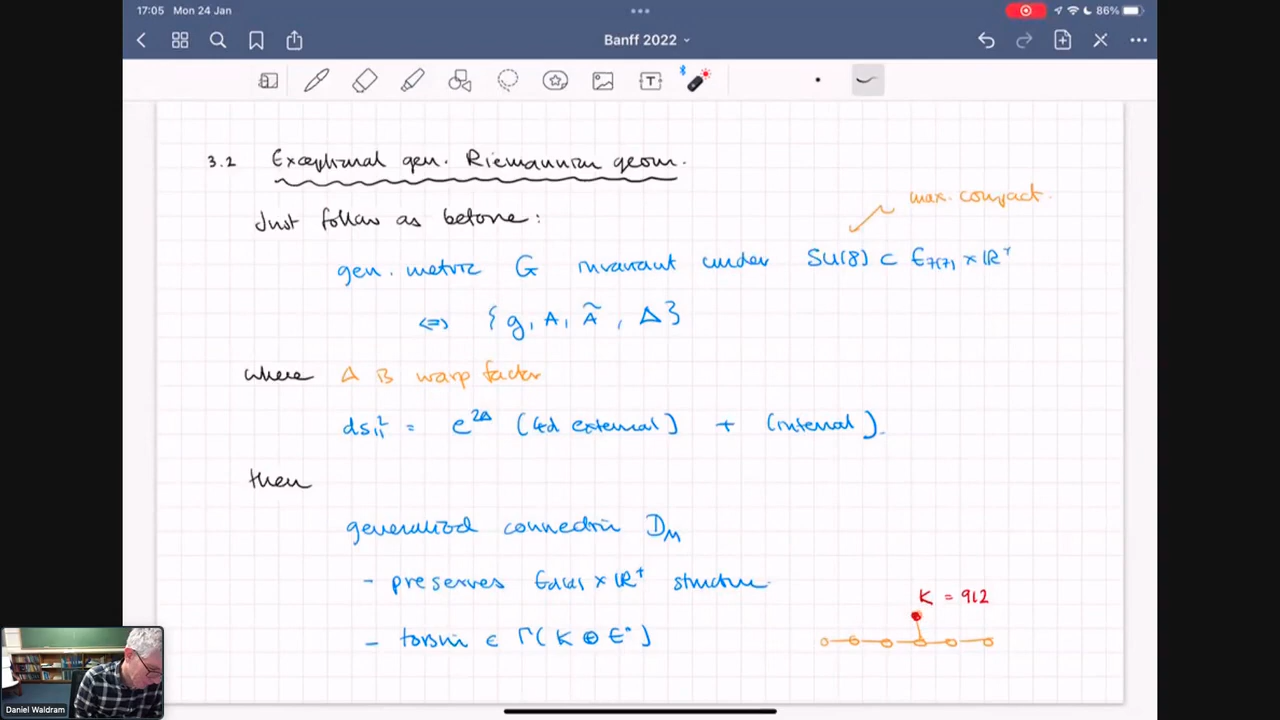 17:05 Mon 24 Jan
86%
Banff 2022
3.2 Exceptional gen. Riemannian geom.
Just follow as before:
max. compact.
gen. metric G invariant under SU(8) ⊂ E7(7) × ℝ⁺
⇔ {g, A, Ã, Δ}
where Δ is warp factor
ds²₁₁ = e^{2Δ} (4d external) + (internal).
then
generalized connection D_M
- preserves Ed(d) × ℝ⁺ structure
K = 912
- torsion ∈ Γ(K ⊕ E*)
Daniel Waldram